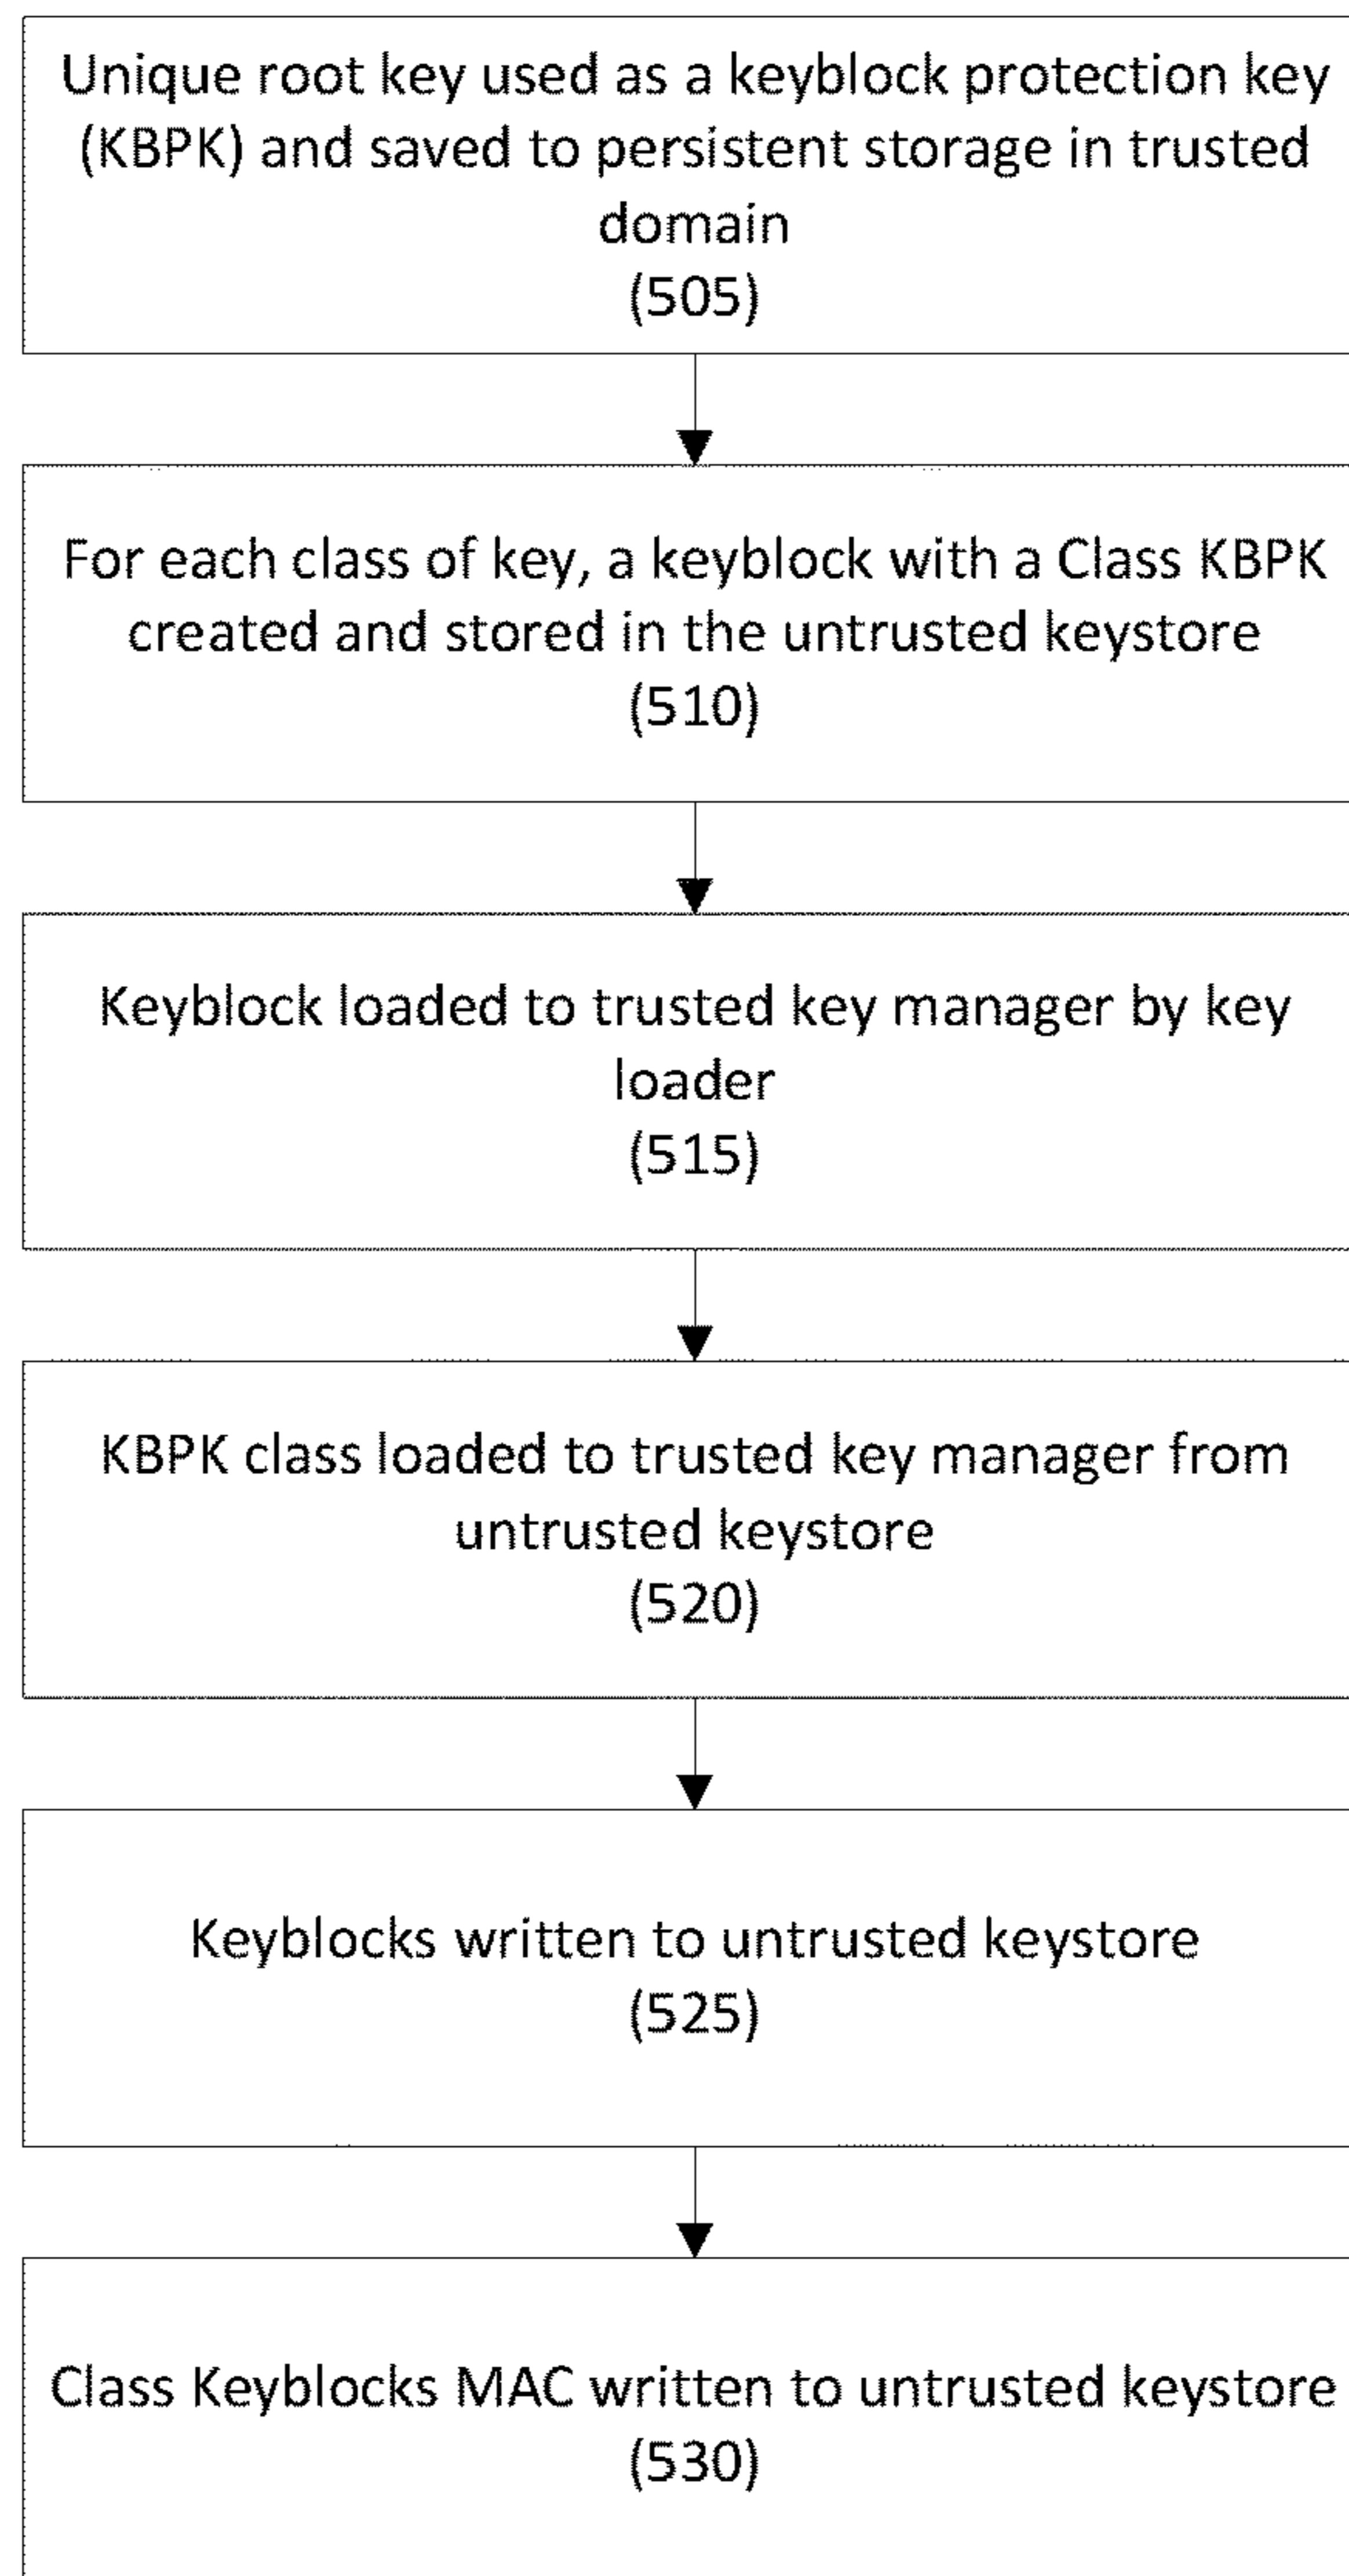 Unique root key used as a keyblock protection key
(KBPK) and saved to persistent storage in trusted
domain
(505)
For each class of key, a keyblock with a Class KBPK
created and stored in the untrusted keystore
(510)
Keyblock loaded to trusted key manager by key
loader
(515)
KBPK class loaded to trusted key manager from
untrusted keystore
(520)
Keyblocks written to untrusted keystore
(525)
Class Keyblocks MAC written to untrusted keystore
(530)